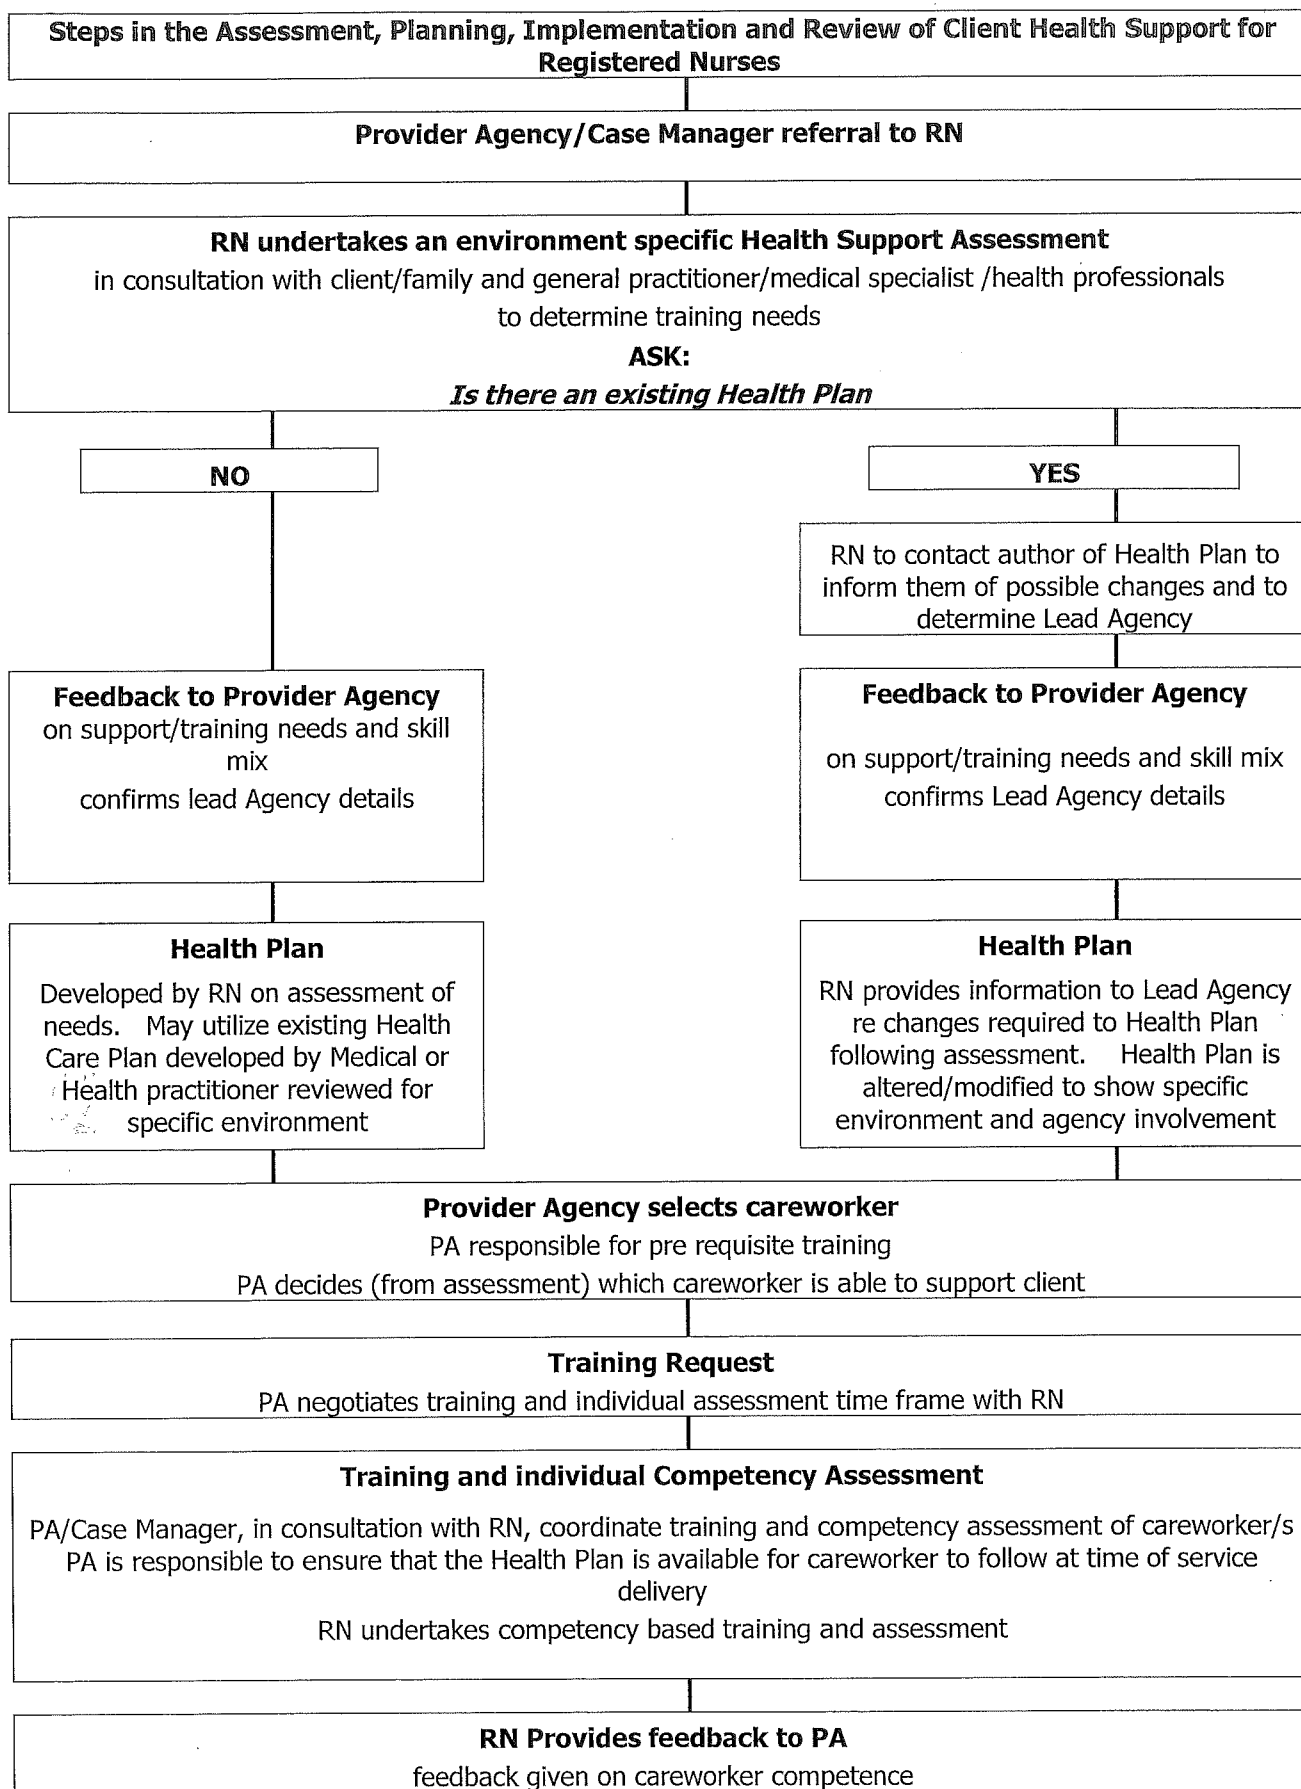 Steps in the Assessment, Planning, Implementation and Review of Client Health Support for
Registered Nurses
Provider Agency/Case Manager referral to RN
RN undertakes an environment specific Health Support Assessment
in consultation with client/family and general practitioner/medical specialist /health professionals
to determine training needs
ASK:
Is there an existing Health Plan
NO
YES
RN to contact author of Health Plan to
inform them of possible changes and to
determine Lead Agency
Feedback to Provider Agency
on support/training needs and skill
mix
confirms lead Agency details
Feedback to Provider Agency
on support/training needs and skill mix
confirms Lead Agency details
Health Plan
Developed by RN on assessment of
needs. May utilize existing Health
Care Plan developed by Medical or
Health practitioner reviewed for
specific environment
Health Plan
RN provides information to Lead Agency
re changes required to Health Plan
following assessment. Health Plan is
altered/modified to show specific
environment and agency involvement
Provider Agency selects careworker
PA responsible for pre requisite training
PA decides (from assessment) which careworker is able to support client
Training Request
PA negotiates training and individual assessment time frame with RN
Training and individual Competency Assessment
PA/Case Manager, in consultation with RN, coordinate training and competency assessment of careworker/s
PA is responsible to ensure that the Health Plan is available for careworker to follow at time of service
delivery
RN undertakes competency based training and assessment
RN Provides feedback to PA
feedback given on careworker competence